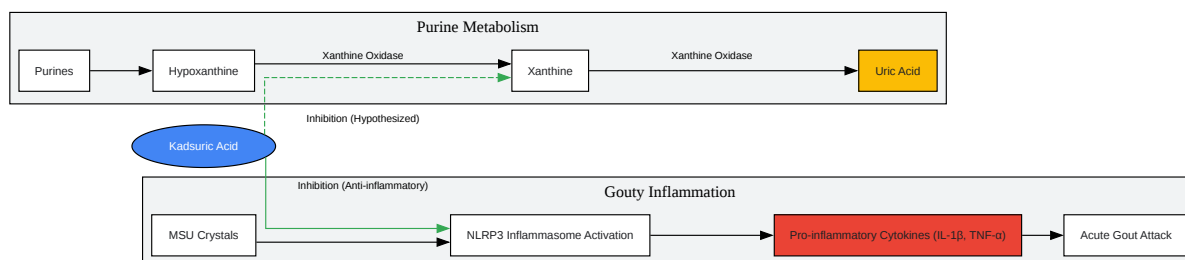 Purine Metabolism
Purines
Hypoxanthine
Xanthine Oxidase
Xanthine
Xanthine Oxidase
Uric Acid
Inhibition (Hypothesized)
Kadsuric Acid
Inhibition (Anti-inflammatory)
Gouty Inflammation
MSU Crystals
NLRP3 Inflammasome Activation
Pro-inflammatory Cytokines (IL-1β, TNF-α)
Acute Gout Attack